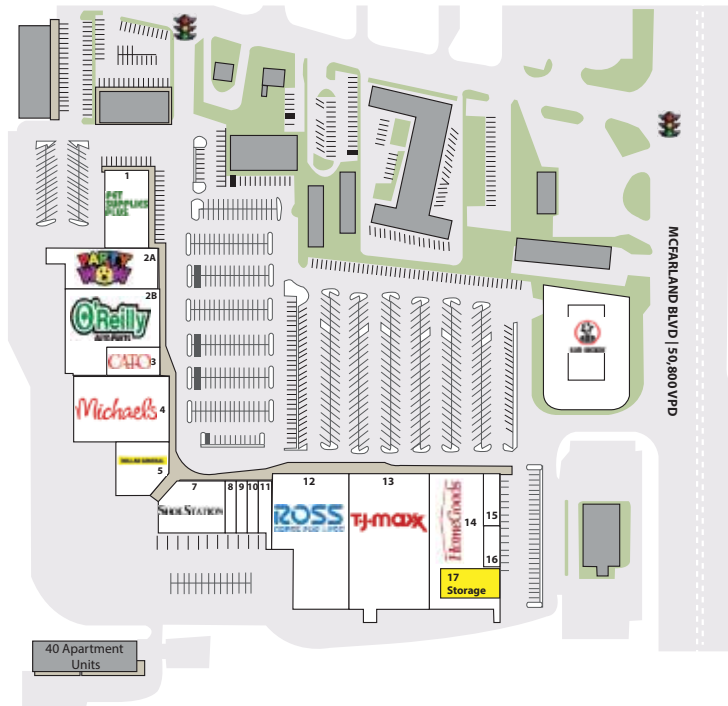 1
PET
SUPPLIES
PLUS
2A
PARTY
WOW
2B
O'Reilly
AUTO PARTS
CATO 3
Michaels 4
DOLLAR GENERAL
5
7
8 9 10 11
SHOE STATION
12
ROSS
DRESS FOR LESS
13
T•J•maxx
HomeGoods
14
15
16
17
Storage
40 Apartment
Units
MCFARLAND BLVD | 50,800 VPD